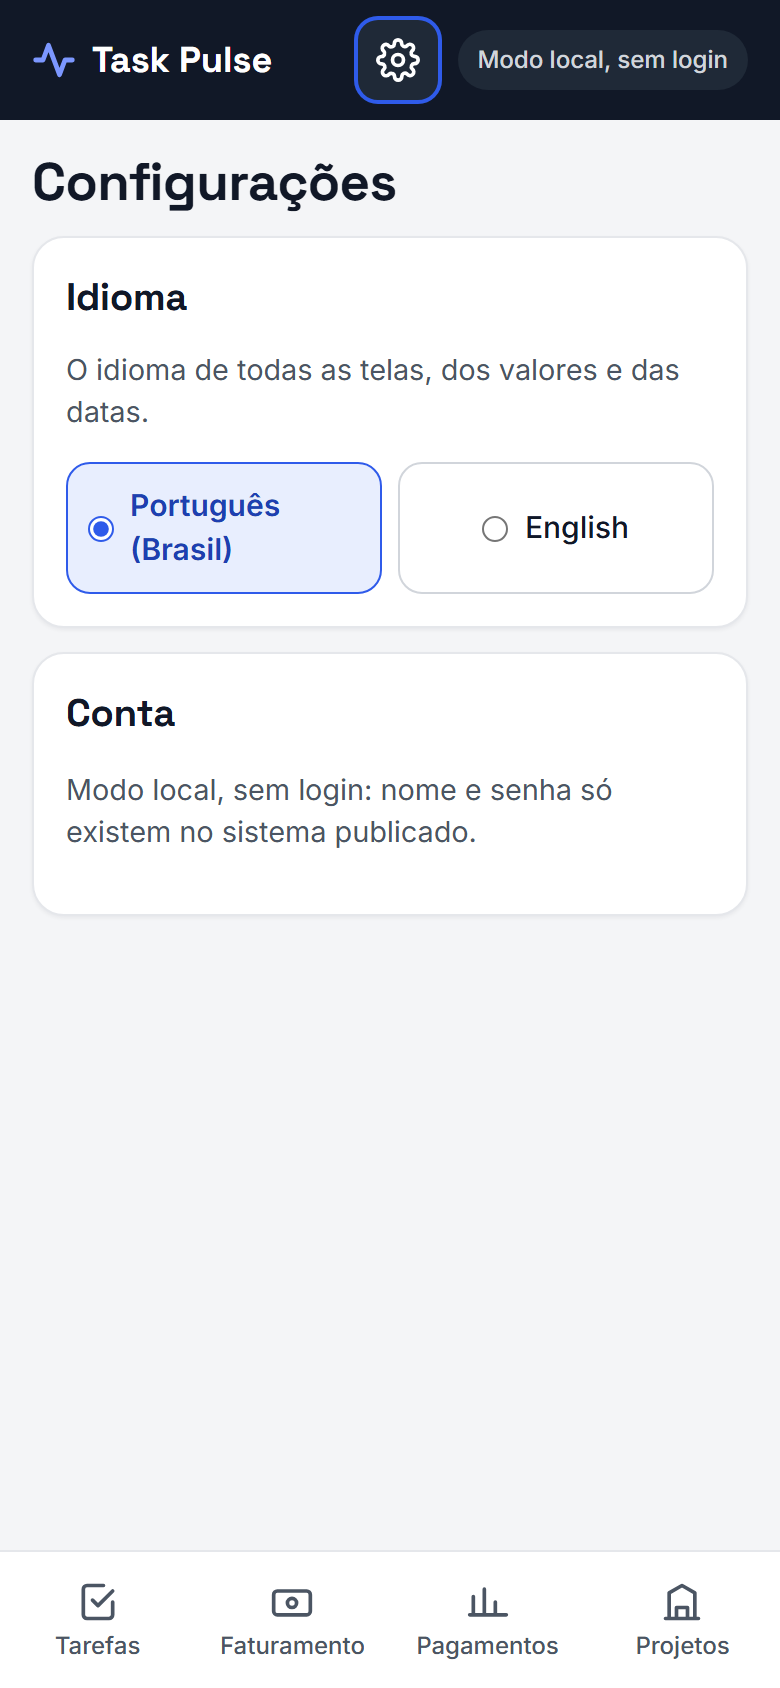 Task Pulse
Modo local, sem login
Configurações
Idioma
O idioma de todas as telas, dos valores e das
datas.
Português
(Brasil)
English
Conta
Modo local, sem login: nome e senha só
existem no sistema publicado.
Tarefas
Faturamento
Pagamentos
Projetos